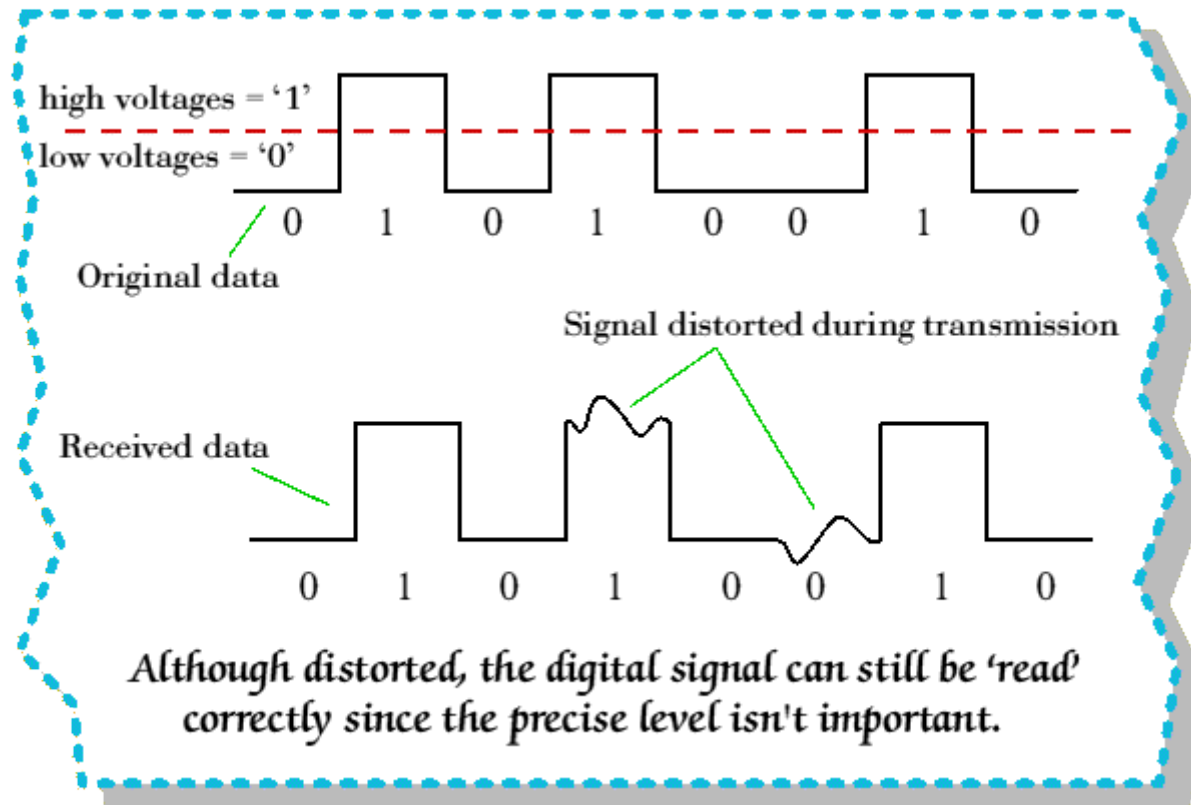 high voltages = ‘1’
low voltages = ‘0’
0 1 0 1 0 0 1 0
Original data
Signal distorted during transmission
Received data
0 1 0 1 0 0 1 0
Although distorted, the digital signal can still be ‘read’
correctly since the precise level isn't important.